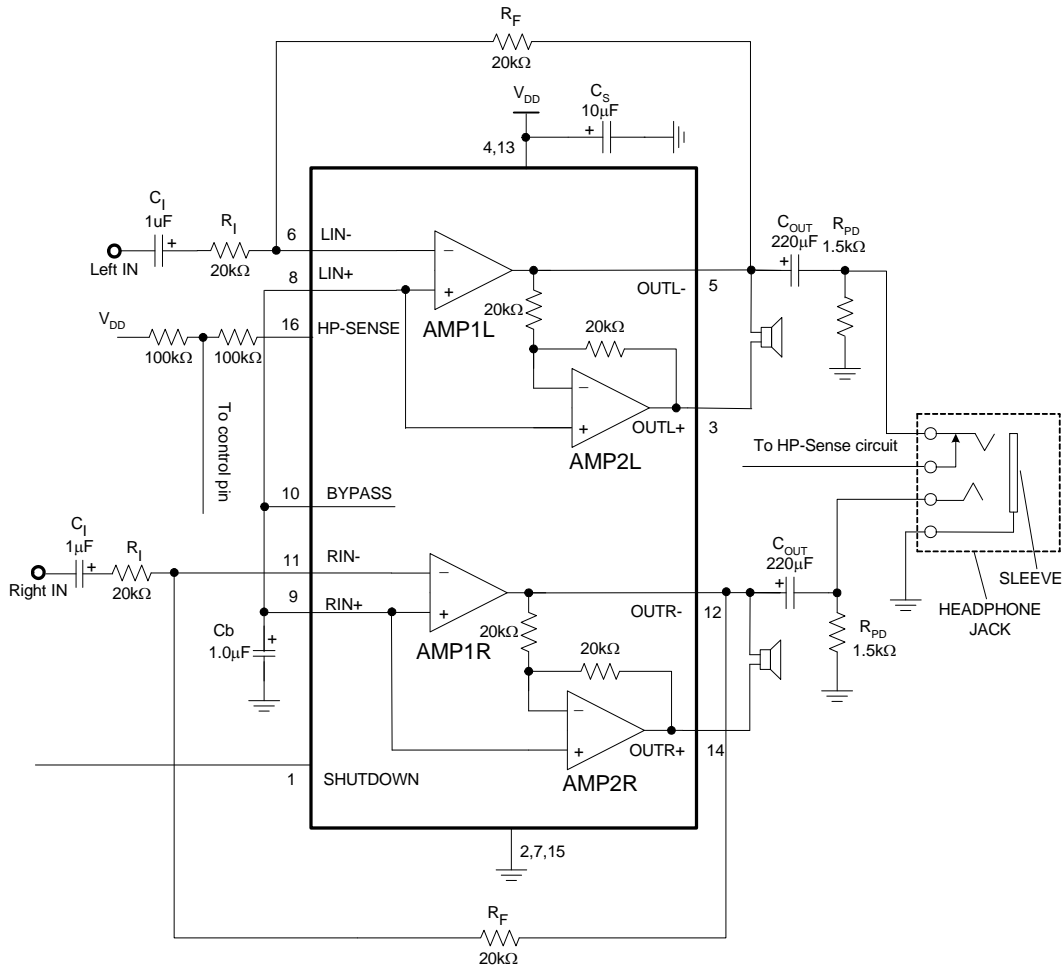 R_F
20kΩ
V_DD
C_S
10μF
+
4,13
C_I
1uF
+
R_I
20kΩ
Left IN
6
LIN-
8
LIN+
−
+
AMP1L
OUTL-
5
C_OUT
220μF
+
R_PD
1.5kΩ
V_DD
100kΩ
100kΩ
16
HP-SENSE
20kΩ
20kΩ
−
+
AMP2L
OUTL+
3
To control pin
To HP-Sense circuit
10
BYPASS
C_I
1μF
+
R_I
20kΩ
Right IN
11
RIN-
9
RIN+
−
+
AMP1R
OUTR-
12
C_OUT
220μF
+
R_PD
1.5kΩ
SLEEVE
HEADPHONE
JACK
Cb
1.0μF
+
20kΩ
20kΩ
−
+
AMP2R
OUTR+
14
1
SHUTDOWN
2,7,15
R_F
20kΩ